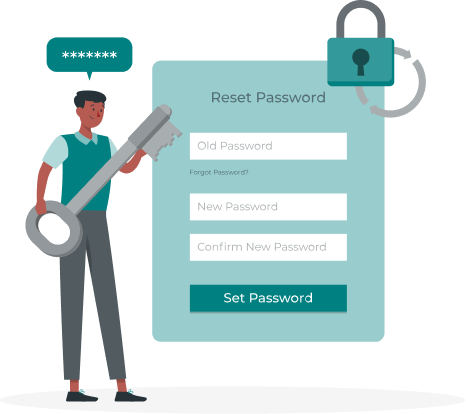 *******
Reset Password
Old Password
Forgot Password?
New Password
Confirm New Password
Set Password